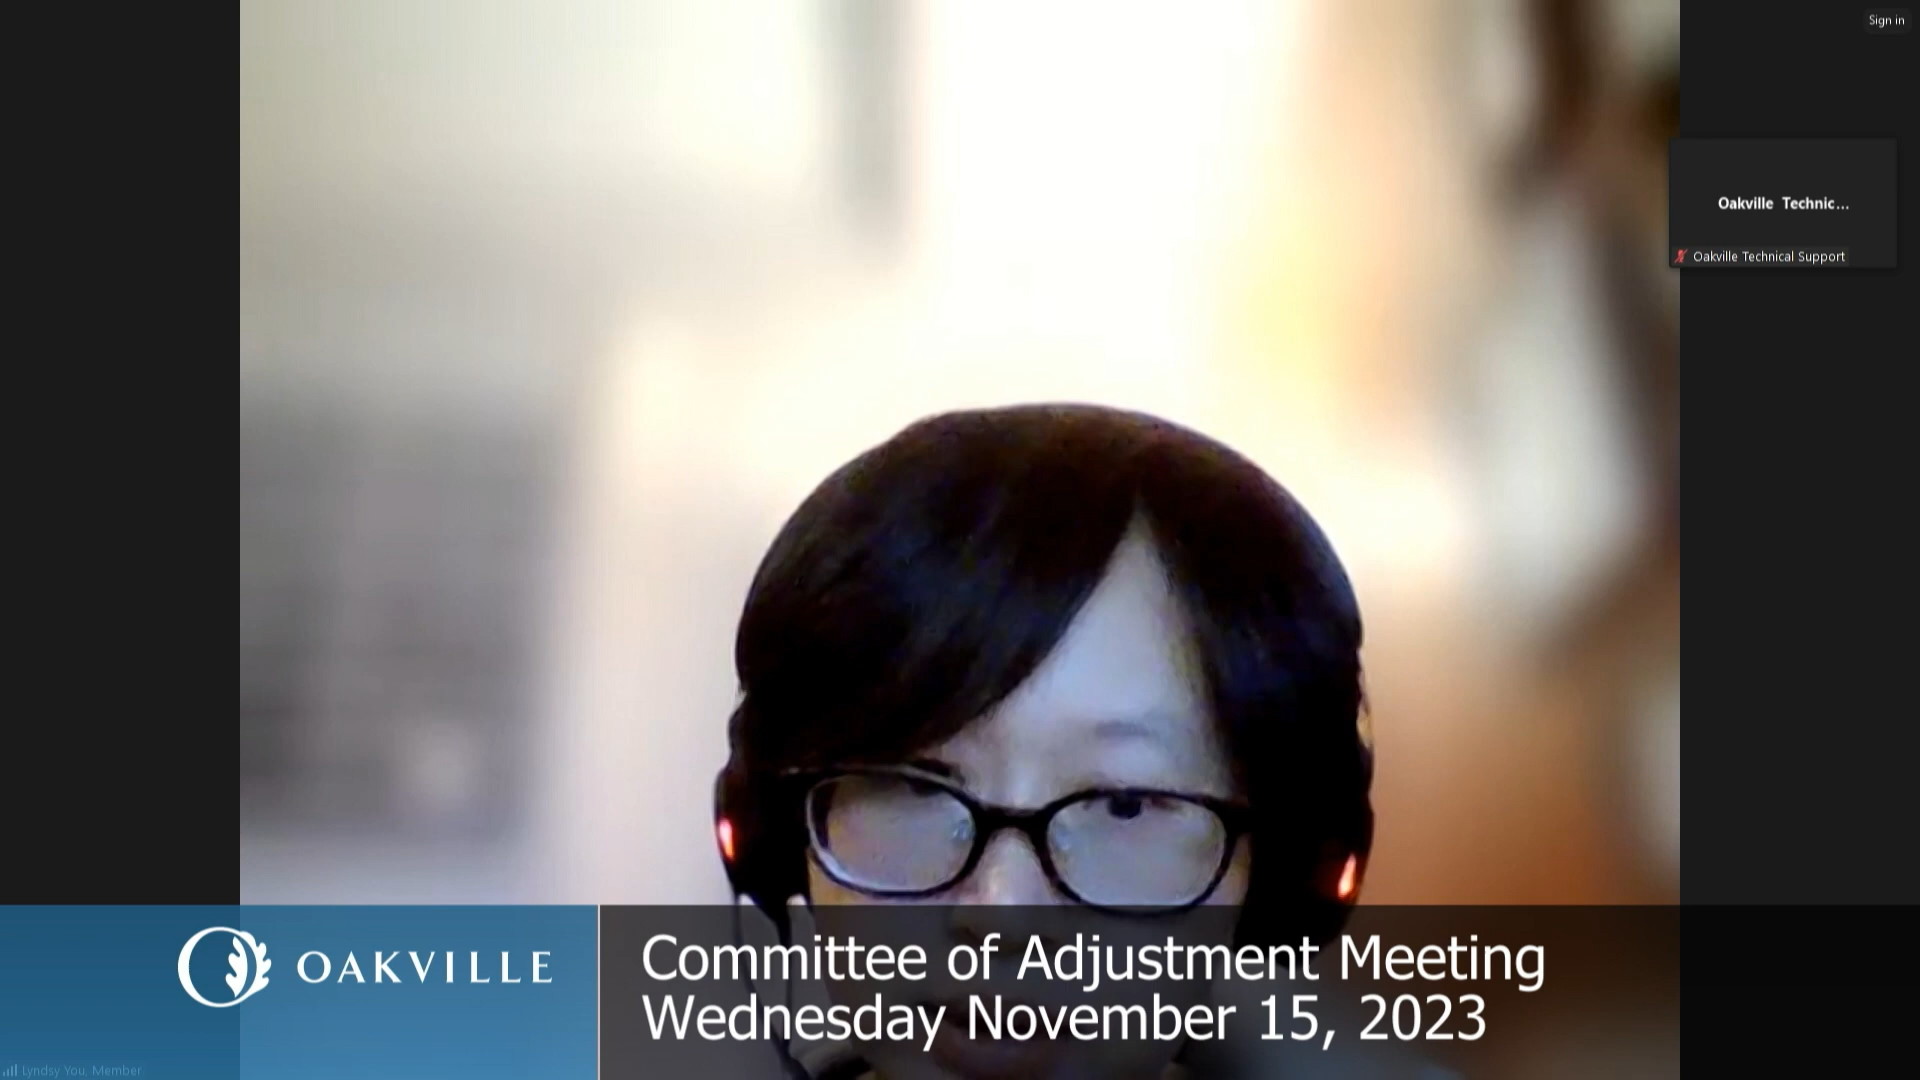 Sign in
Oakville Technic...
Oakville Technical Support
OAKVILLE
Committee of Adjustment Meeting
Wednesday November 15, 2023
Lyndsy You, Member